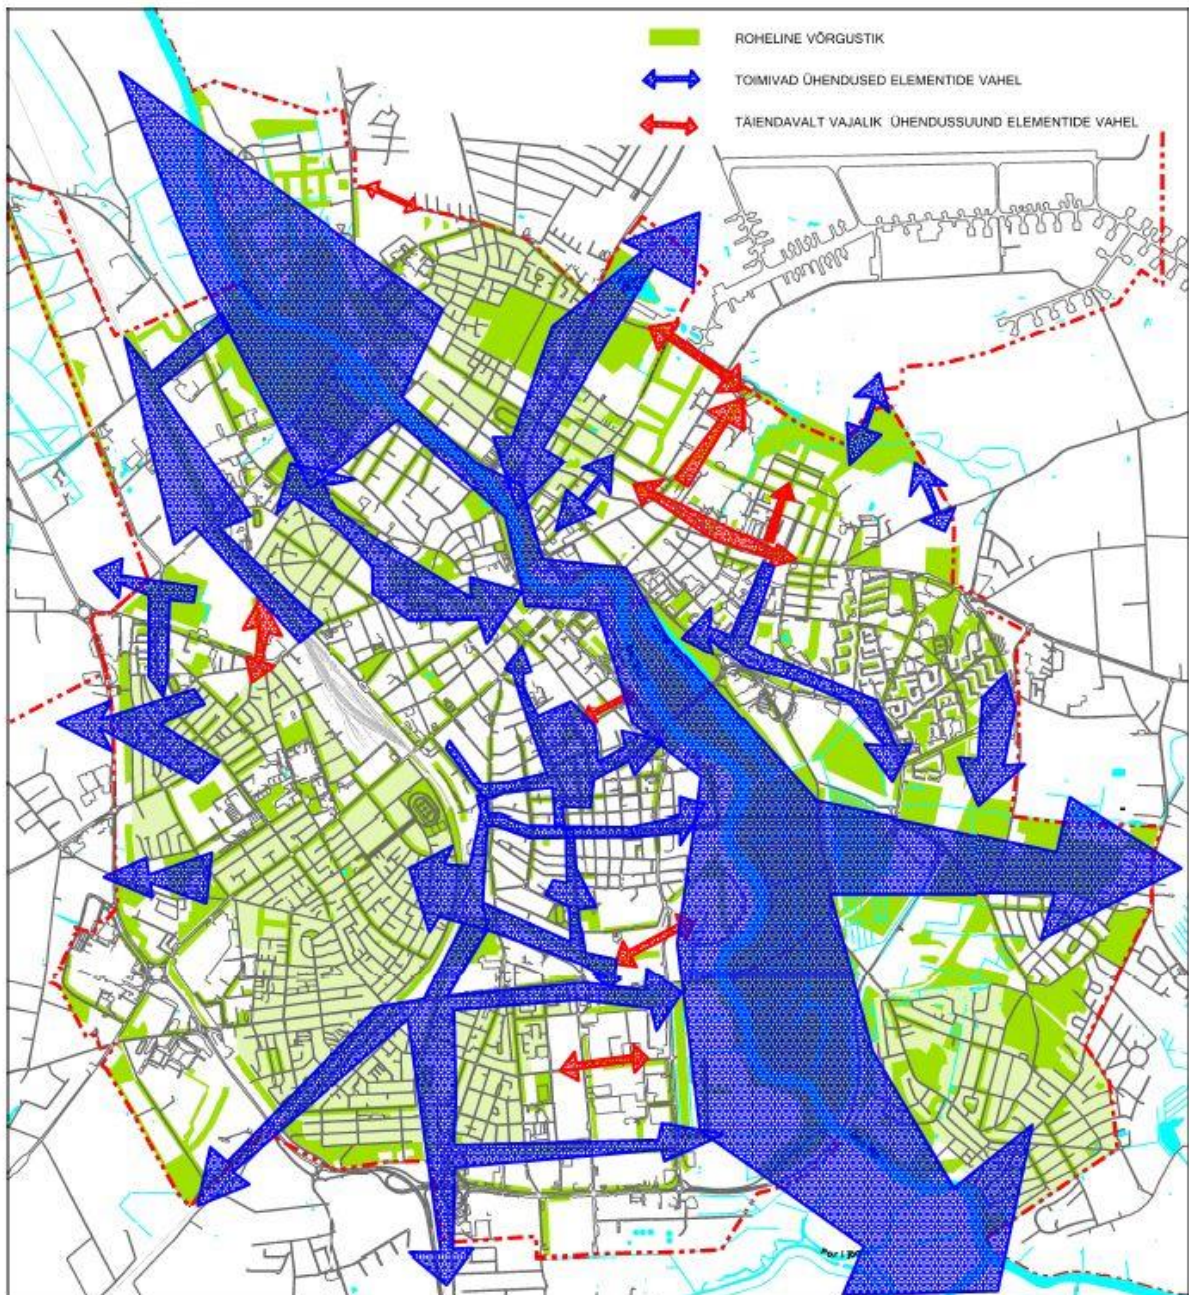 ROHELINE VÕRGUSTIK
TOIMIVAD ÜHENDUSED ELEMENTIDE VAHEL
TÄIENDAVALT VAJALIK ÜHENDUSSUUND ELEMENTIDE VAHEL